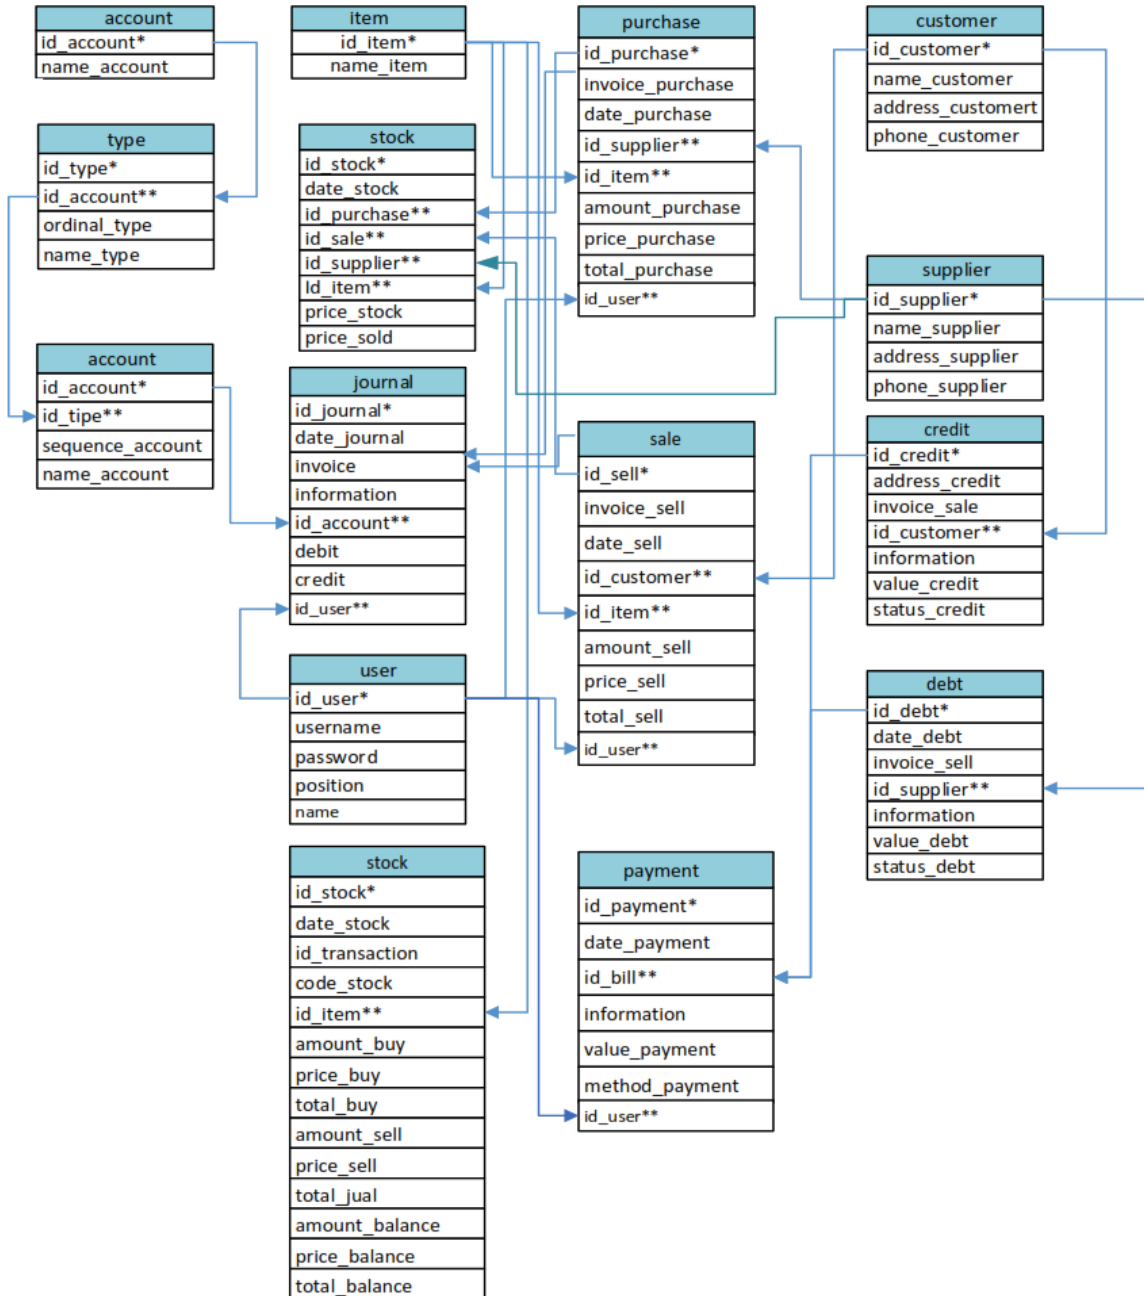 account
id_account*
name_account
type
id_type*
id_account**
ordinal_type
name_type
account
id_account*
id_tipe**
sequence_account
name_account
item
id_item*
name_item
stock
id_stock*
date_stock
id_purchase**
id_sale**
id_supplier**
Id_item**
price_stock
price_sold
journal
id_journal*
date_journal
invoice
information
id_account**
debit
credit
id_user**
user
id_user*
username
password
position
name
stock
id_stock*
date_stock
id_transaction
code_stock
id_item**
amount_buy
price_buy
total_buy
amount_sell
price_sell
total_jual
amount_balance
price_balance
total_balance
purchase
id_purchase*
invoice_purchase
date_purchase
id_supplier**
id_item**
amount_purchase
price_purchase
total_purchase
id_user**
sale
id_sell*
invoice_sell
date_sell
id_customer**
id_item**
amount_sell
price_sell
total_sell
id_user**
payment
id_payment*
date_payment
id_bill**
information
value_payment
method_payment
id_user**
customer
id_customer*
name_customer
address_customert
phone_customer
supplier
id_supplier*
name_supplier
address_supplier
phone_supplier
credit
id_credit*
address_credit
invoice_sale
id_customer**
information
value_credit
status_credit
debt
id_debt*
date_debt
invoice_sell
id_supplier**
information
value_debt
status_debt